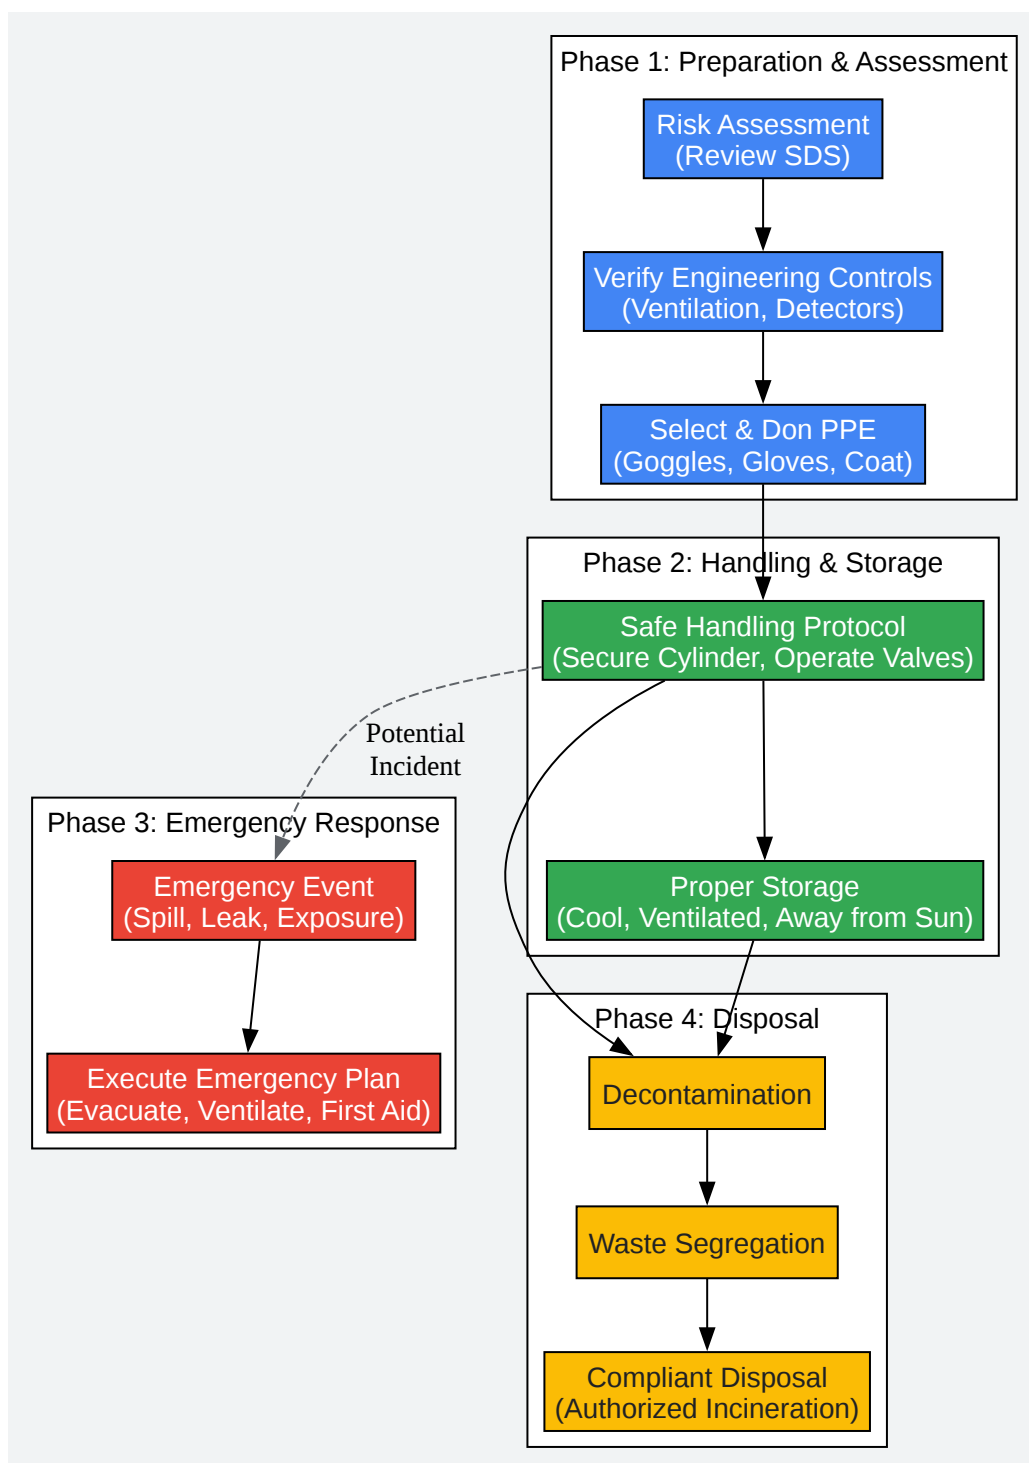 Phase 1: Preparation & Assessment
Risk Assessment
(Review SDS)
Verify Engineering Controls
(Ventilation, Detectors)
Select & Don PPE
(Goggles, Gloves, Coat)
Phase 2: Handling & Storage
Safe Handling Protocol
(Secure Cylinder, Operate Valves)
Potential
Incident
Phase 3: Emergency Response
Emergency Event
(Spill, Leak, Exposure)
Proper Storage
(Cool, Ventilated, Away from Sun)
Execute Emergency Plan
(Evacuate, Ventilate, First Aid)
Phase 4: Disposal
Decontamination
Waste Segregation
Compliant Disposal
(Authorized Incineration)